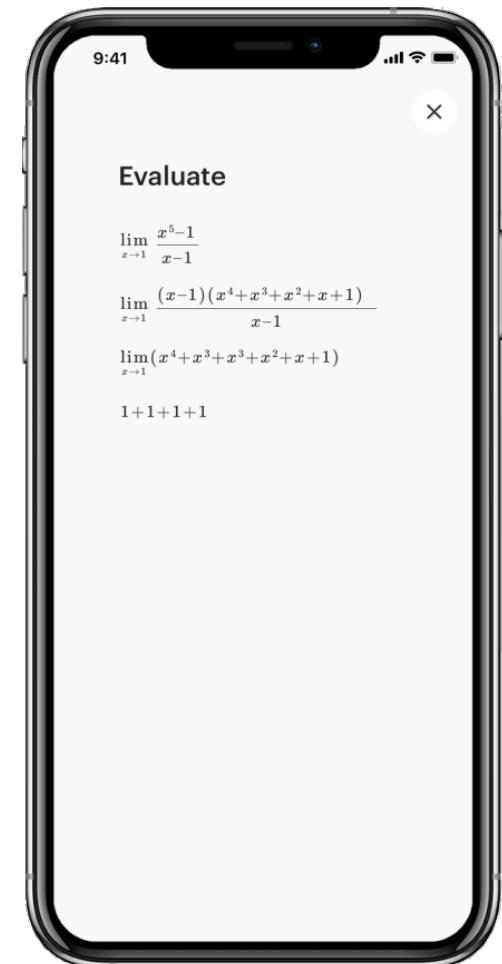 9:41
Evaluate
lim x→1 (x⁵−1)/(x−1)
lim x→1 ((x−1)(x⁴+x³+x²+x+1))/(x−1)
lim x→1 (x⁴+x³+x³+x²+x+1)
1+1+1+1